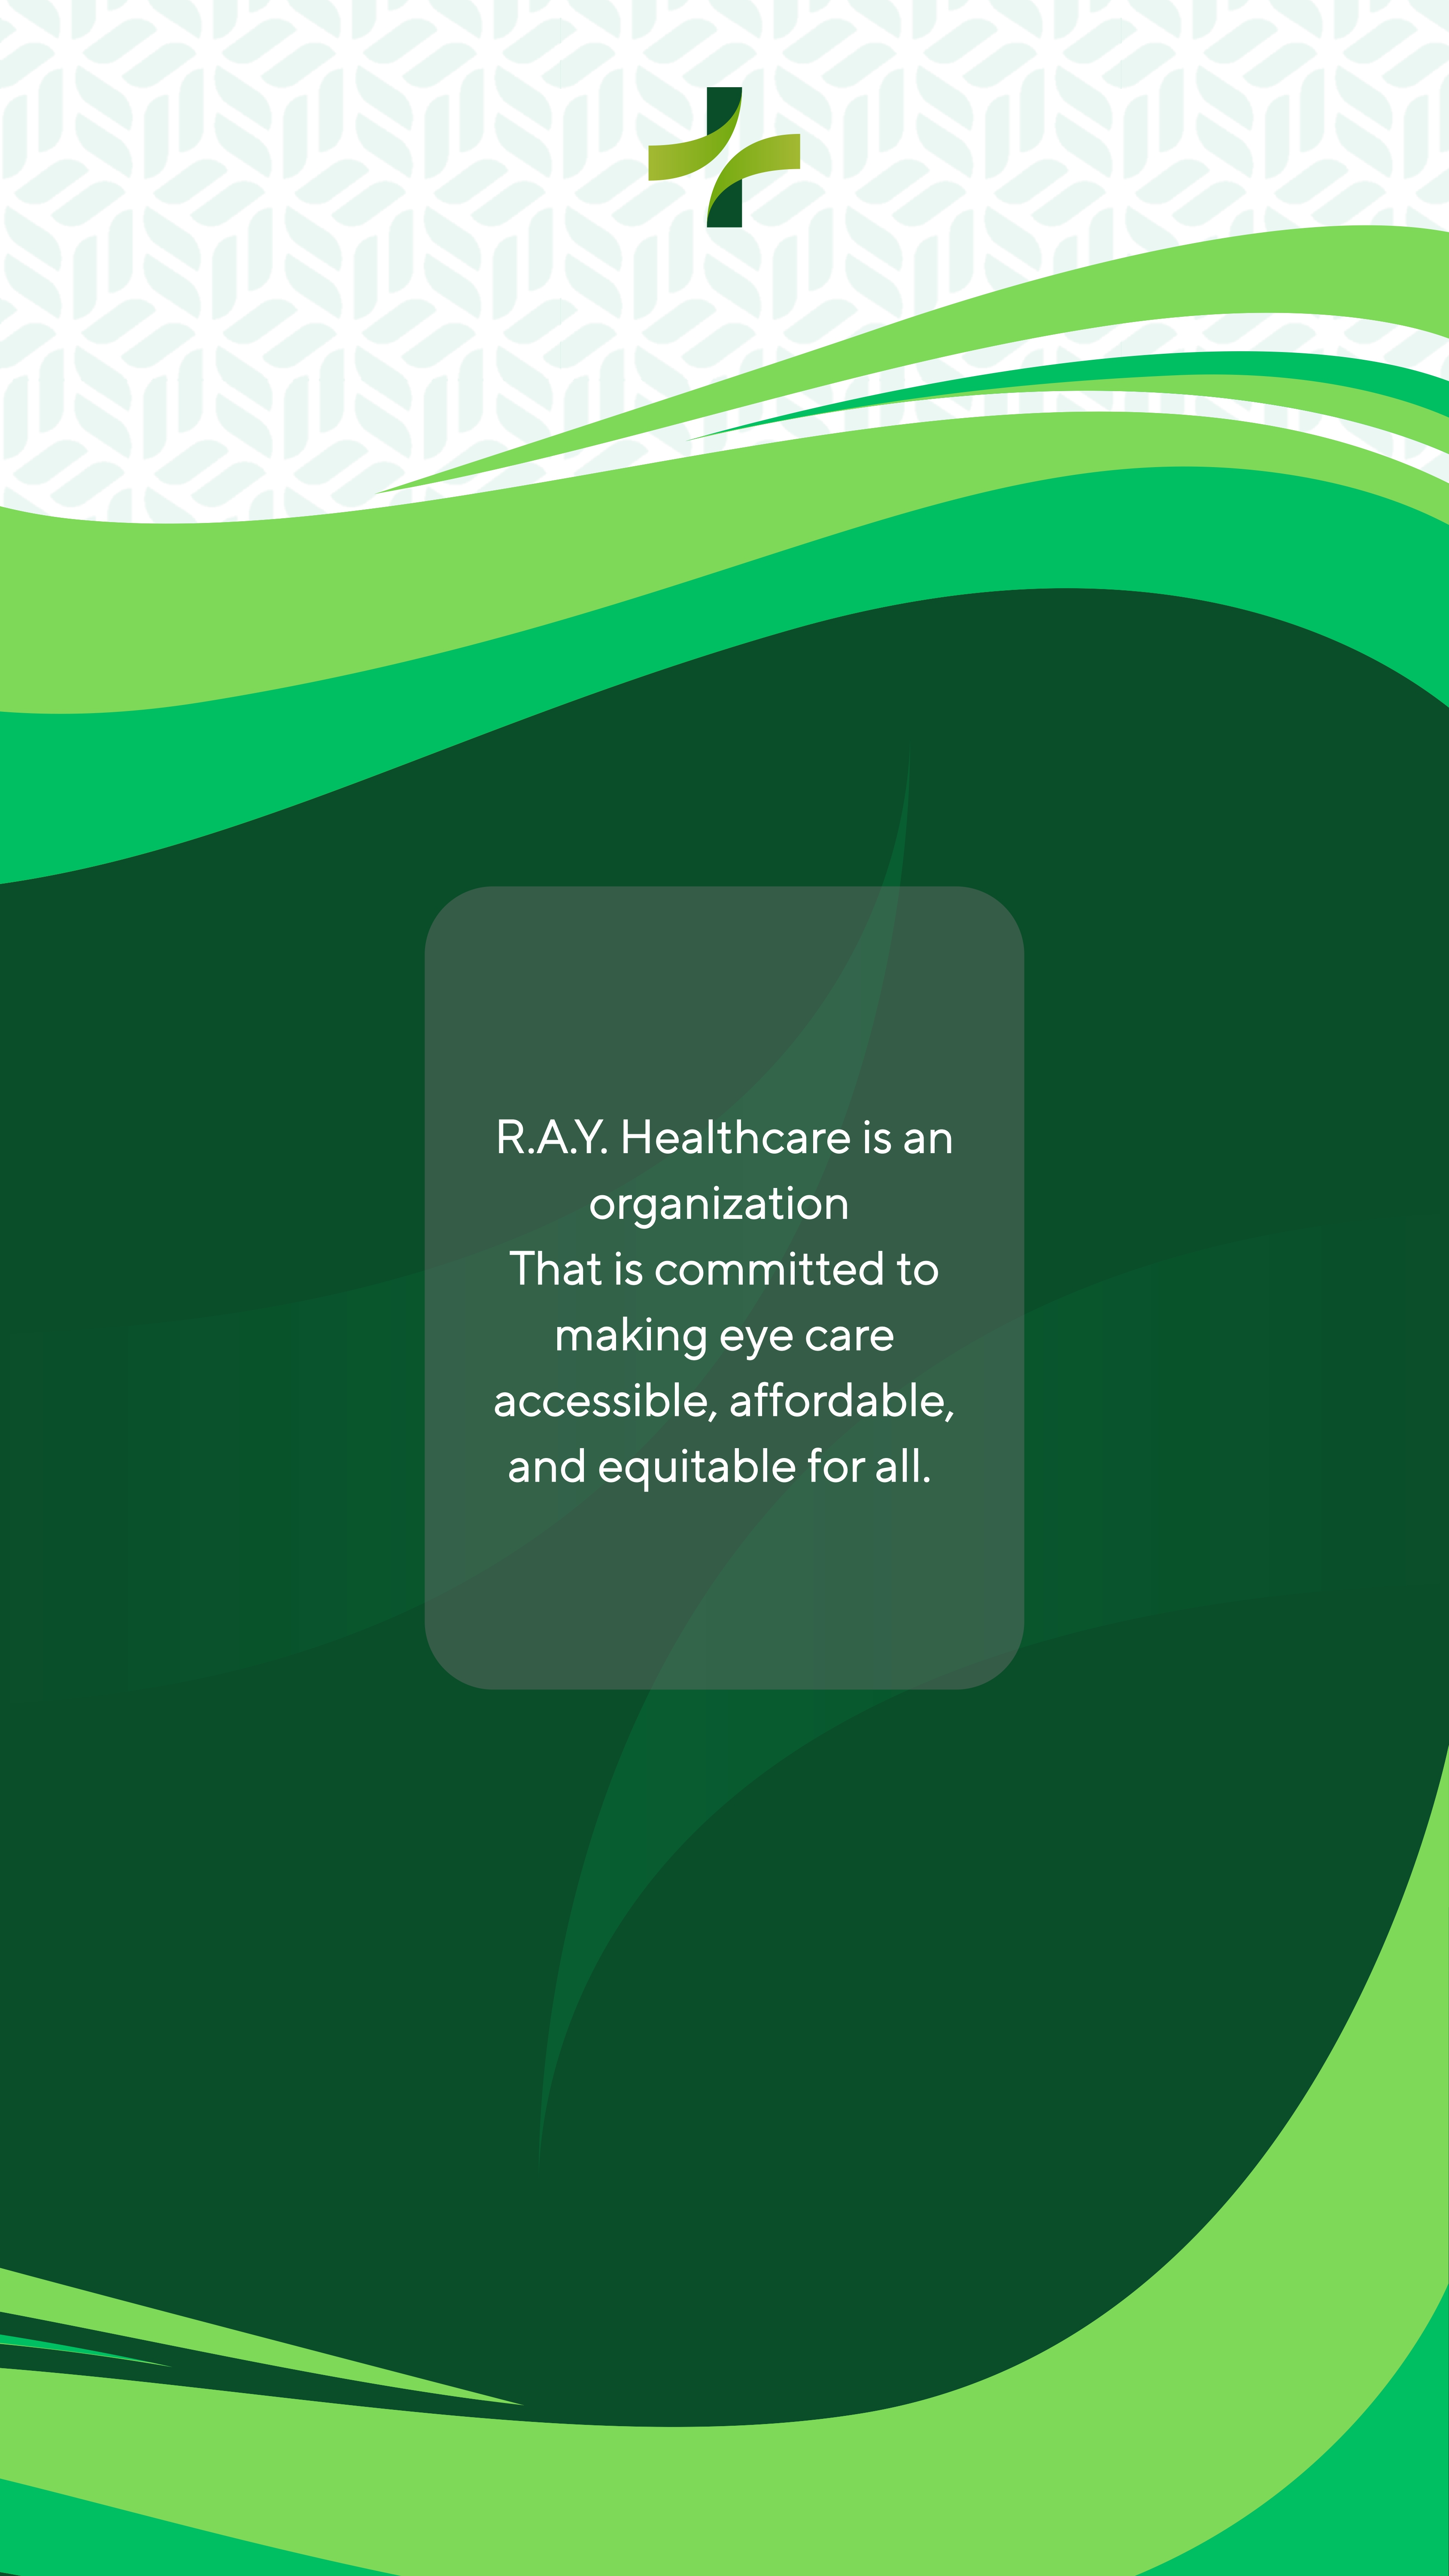 R.A.Y. Healthcare is an
organization
That is committed to
making eye care
accessible, affordable,
and equitable for all.